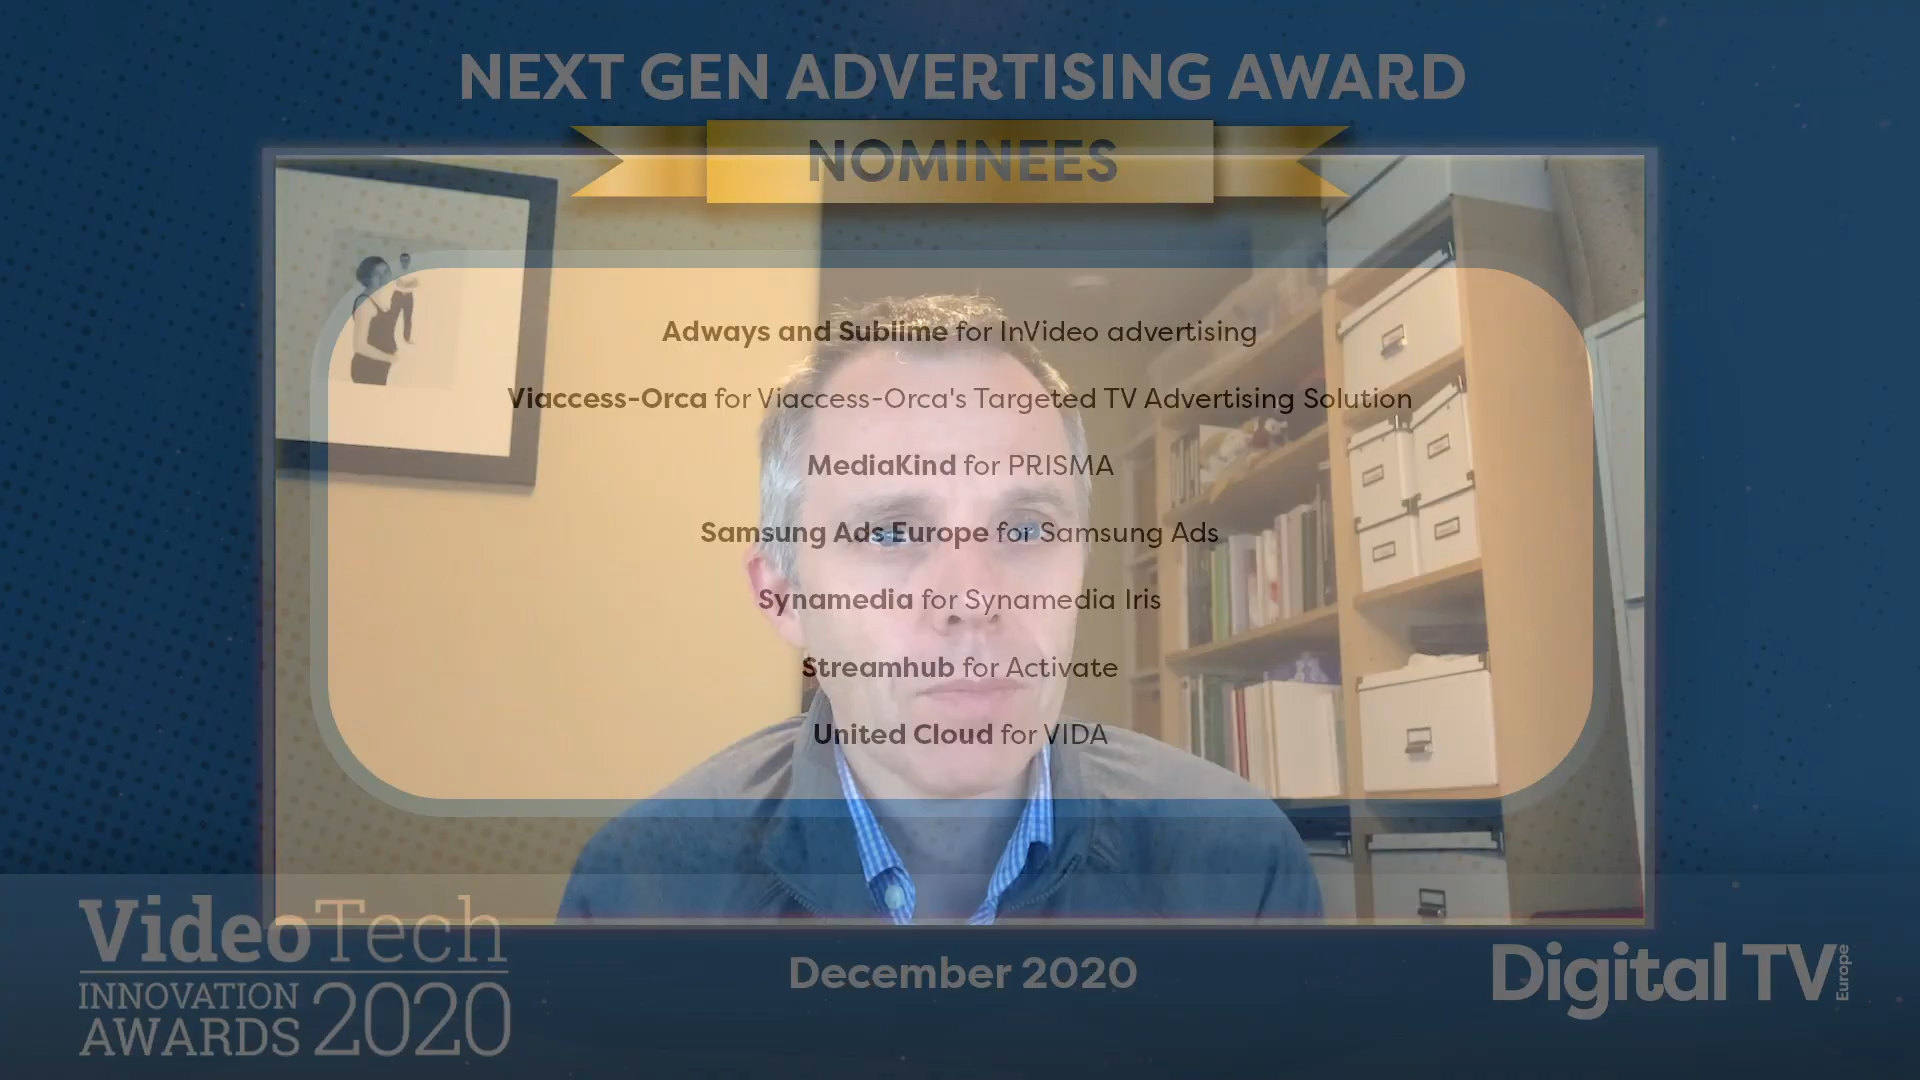 NEXT GEN ADVERTISING AWARD
NOMINEES
Adways and Sublime for InVideo advertising
Viaccess-Orca for Viaccess-Orca's Targeted TV Advertising Solution
MediaKind for PRISMA
Samsung Ads Europe for Samsung Ads
Synamedia for Synamedia Iris
Streamhub for Activate
United Cloud for VIDA
VideoTech
INNOVATION
AWARDS 2020
December 2020
Digital TV Europe